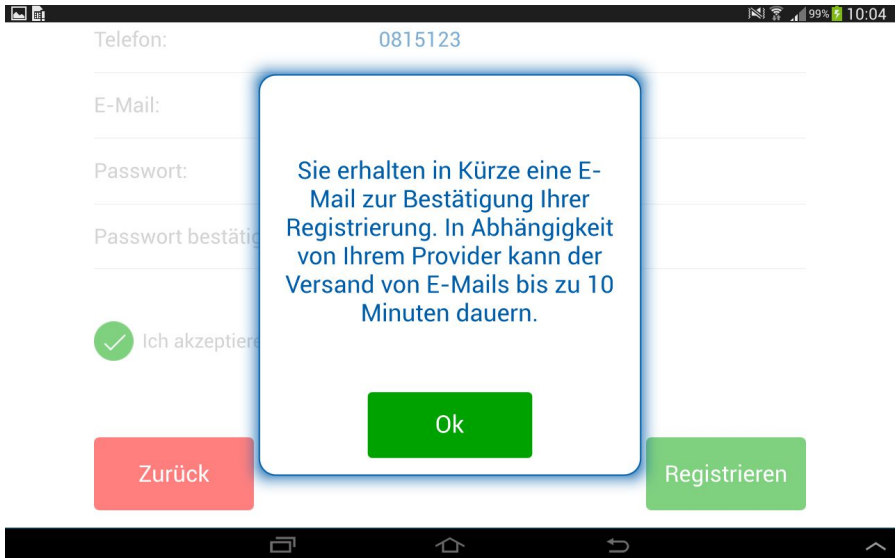 99% 10:04
Telefon: 0815123
E-Mail:
Passwort:
Passwort bestätig
Ich akzeptiere
Sie erhalten in Kürze eine E-
Mail zur Bestätigung Ihrer
Registrierung. In Abhängigkeit
von Ihrem Provider kann der
Versand von E-Mails bis zu 10
Minuten dauern.
Ok
Zurück
Registrieren